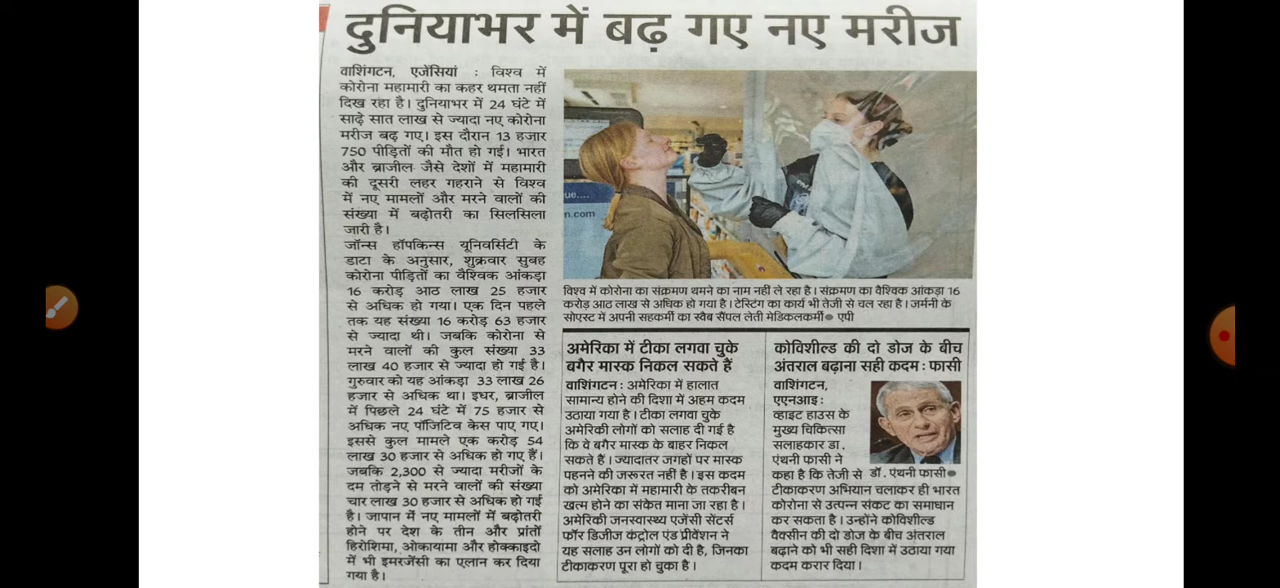 दुनियाभर में बढ़ गए नए मरीज
वाशिंगटन, एजेंसियां : विश्व में
कोरोना महामारी का कहर थमता नहीं
दिख रहा है। दुनियाभर में 24 घंटे में
साढ़े सात लाख से ज्यादा नए कोरोना
मरीज बढ़ गए। इस दौरान 13 हजार
750 पीड़ितों की मौत हो गई। भारत
और ब्राजील जैसे देशों में महामारी
की दूसरी लहर गहराने से विश्व
में नए मामलों और मरने वालों की
संख्या में बढ़ोतरी का सिलसिला
जारी है।
जॉन्स हॉपकिन्स यूनिवर्सिटी के
डाटा के अनुसार, शुक्रवार सुबह
कोरोना पीड़ितों का वैश्विक आंकड़ा
16 करोड़ आठ लाख 25 हजार
से अधिक हो गया। एक दिन पहले
तक यह संख्या 16 करोड़ 63 हजार
से ज्यादा थी। जबकि कोरोना से
मरने वालों की कुल संख्या 33
लाख 40 हजार से ज्यादा हो गई है।
गुरुवार को यह आंकड़ा 33 लाख 26
हजार से अधिक था। इधर, ब्राजील
में पिछले 24 घंटे में 75 हजार से
अधिक नए पॉजिटिव केस पाए गए।
इससे कुल मामले एक करोड़ 54
लाख 30 हजार से अधिक हो गए हैं।
जबकि 2,300 से ज्यादा मरीजों के
दम तोड़ने से मरने वालों की संख्या
चार लाख 30 हजार से अधिक हो गई
है। जापान में नए मामलों में बढ़ोतरी
होने पर देश के तीन और प्रांतों
हिरोशिमा, ओकायामा और होक्काइदो
में भी इमरजेंसी का एलान कर दिया
गया है।
ue....
n.com
विश्व में कोरोना का संक्रमण थमने का नाम नहीं ले रहा है। संक्रमण का वैश्विक आंकड़ा 16
करोड़ आठ लाख से अधिक हो गया है। टेस्टिंग का कार्य भी तेजी से चल रहा है। जर्मनी के
सोएस्ट में अपनी सहकर्मी का स्वैब सैंपल लेती मेडिकलकर्मी● एपी
अमेरिका में टीका लगवा चुके
बगैर मास्क निकल सकते हैं
वाशिंगटन : अमेरिका में हालात
सामान्य होने की दिशा में अहम कदम
उठाया गया है। टीका लगवा चुके
अमेरिकी लोगों को सलाह दी गई है
कि वे बगैर मास्क के बाहर निकल
सकते हैं। ज्यादातर जगहों पर मास्क
पहनने की जरूरत नहीं है। इस कदम
को अमेरिका में महामारी के तकरीबन
खत्म होने का संकेत माना जा रहा है।
अमेरिकी जनस्वास्थ्य एजेंसी सेंटर्स
फॉर डिजीज कंट्रोल एंड प्रीवेंशन ने
यह सलाह उन लोगों को दी है, जिनका
टीकाकरण पूरा हो चुका है।
कोविशील्ड की दो डोज के बीच
अंतराल बढ़ाना सही कदम : फासी
वाशिंगटन,
एएनआइ :
व्हाइट हाउस के
मुख्य चिकित्सा
सलाहकार डा.
एंथनी फासी ने
कहा है कि तेजी से
डॉ. एंथनी फासी●
टीकाकरण अभियान चलाकर ही भारत
कोरोना से उत्पन्न संकट का समाधान
कर सकता है। उन्होंने कोविशील्ड
वैक्सीन की दो डोज के बीच अंतराल
बढ़ाने को भी सही दिशा में उठाया गया
कदम करार दिया।